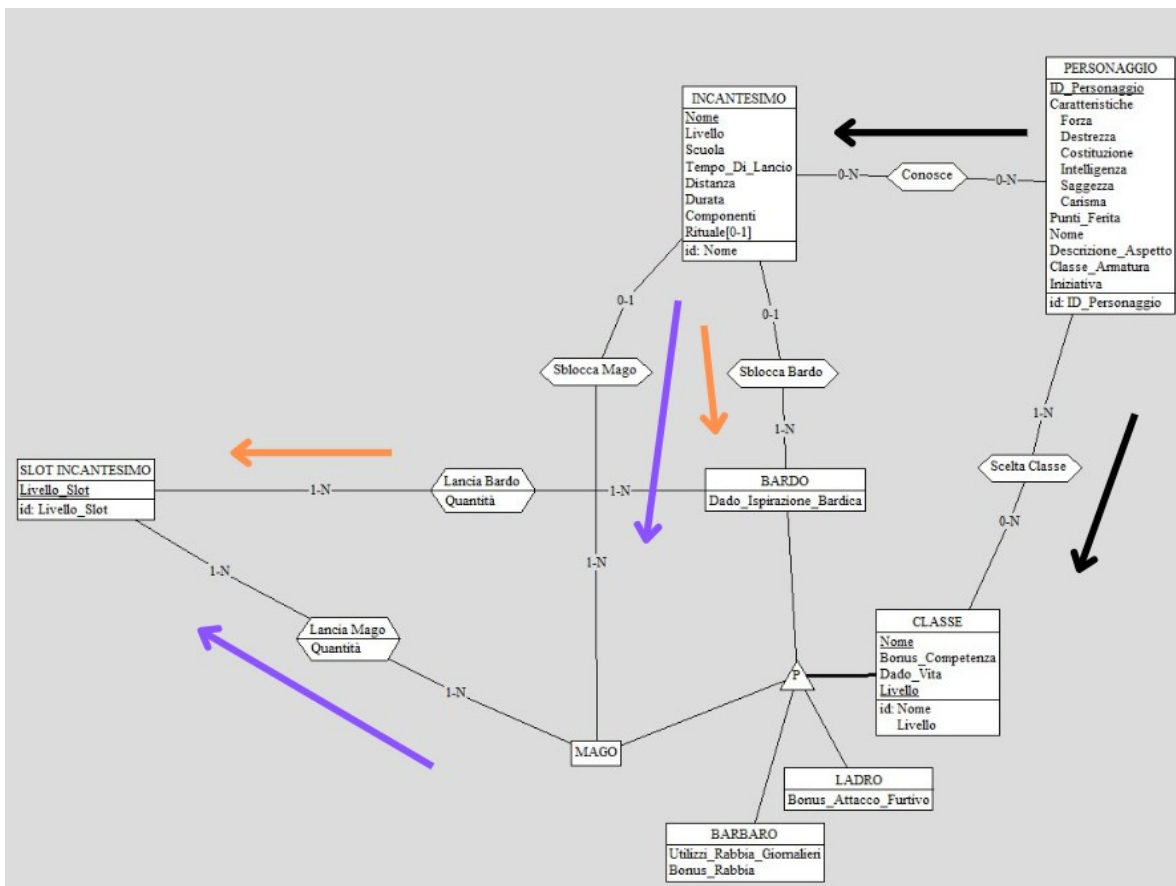 PERSONAGGIO
ID_Personaggio
Caratteristiche
Forza
Destrezza
Costituzione
Intelligenza
Saggezza
Carisma
Punti_Ferita
Nome
Descrizione_Aspetto
Classe_Armatura
Iniziativa
id: ID_Personaggio
INCANTESIMO
Nome
Livello
Scuola
Tempo_Di_Lancio
Distanza
Durata
Componenti
Rituale[0-1]
id: Nome
0-N
Conosce
0-N
0-1
0-1
Sblocca Mago
Sblocca Bardo
1-N
1-N
Scelta Classe
0-N
SLOT INCANTESIMO
Livello_Slot
id: Livello_Slot
1-N
Lancia Bardo
Quantità
1-N
BARDO
Dado_Ispirazione_Bardica
1-N
1-N
Lancia Mago
Quantità
1-N
CLASSE
Nome
Bonus_Competenza
Dado_Vita
Livello
id: Nome
Livello
P
MAGO
LADRO
Bonus_Attacco_Furtivo
BARBARO
Utilizzi_Rabbia_Giornalieri
Bonus_Rabbia